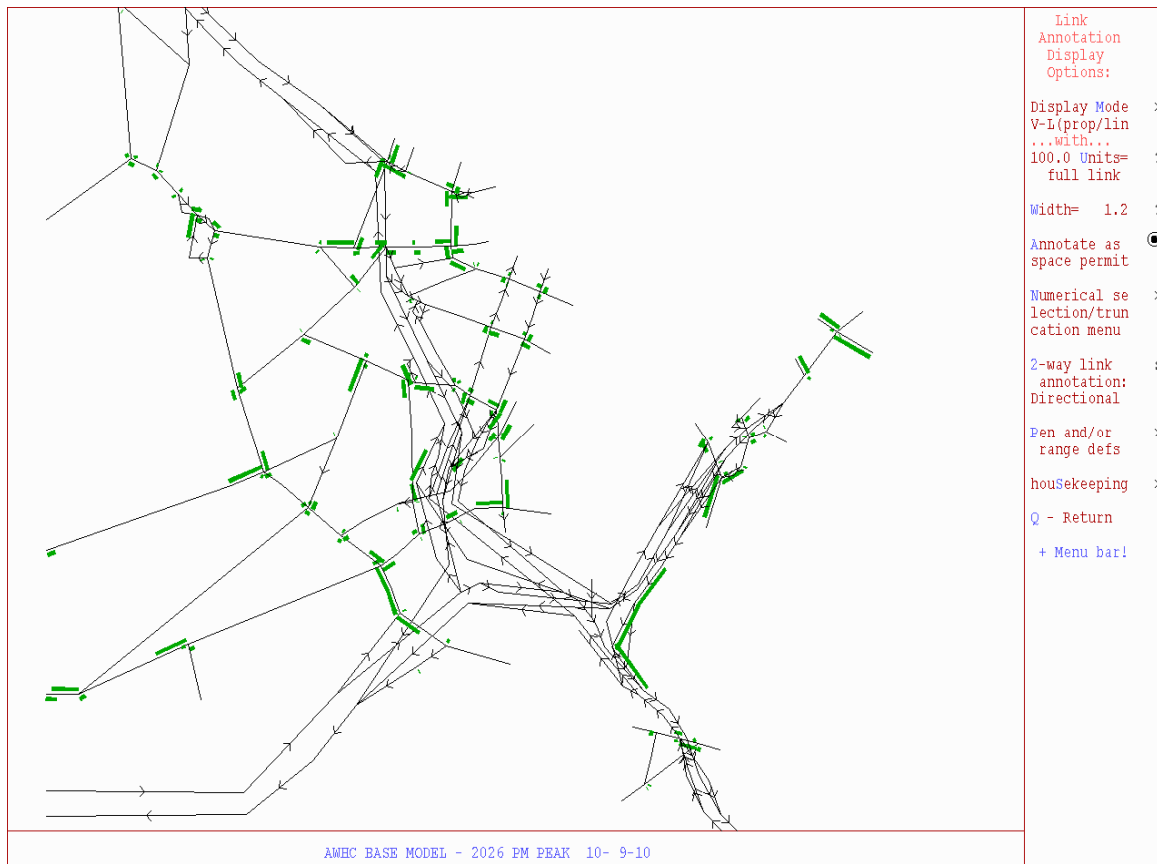 Link
Annotation
Display
Options:
Display Mode
V-L(prop/lin
...with...
100.0 Units=
full link
Width= 1.2
Annotate as
space permit
Numerical se
lection/trun
cation menu
2-way link
annotation:
Directional
Pen and/or
range defs
houSekeeping
Q - Return
+ Menu bar!
AWHC BASE MODEL - 2026 PM PEAK 10- 9-10